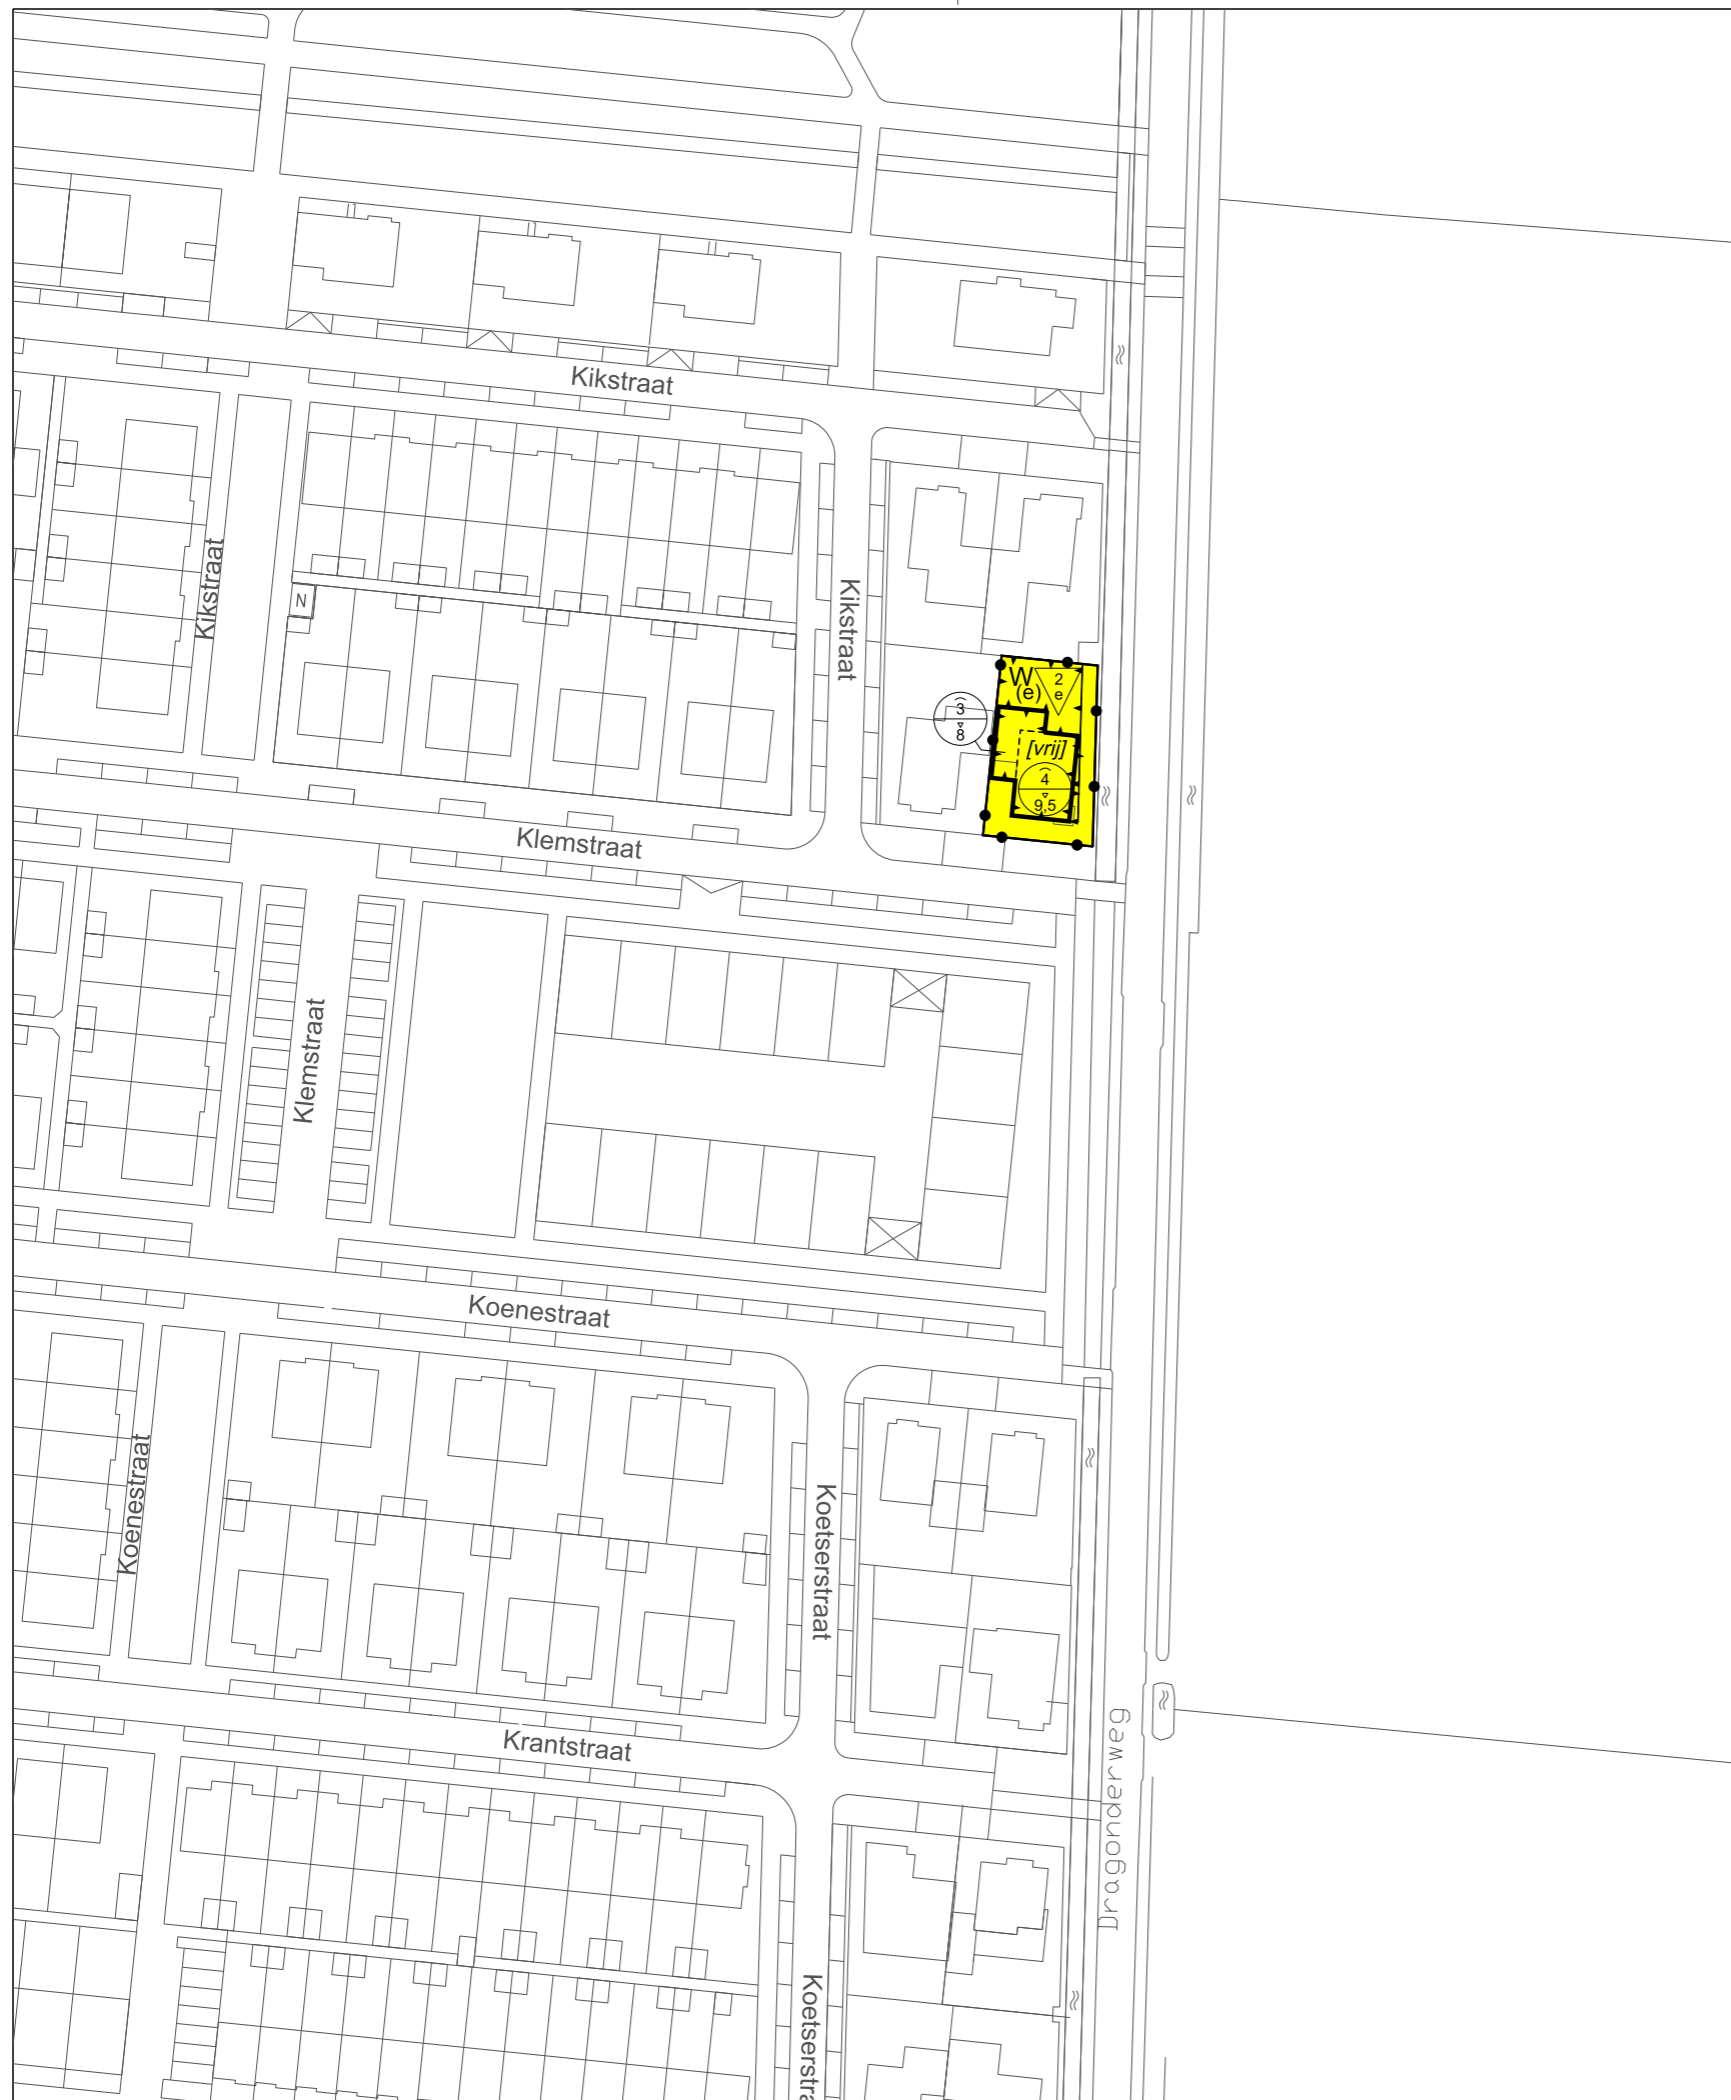 Kikstraat
Kikstraat
N
Kikstraat
W
(e)
2
e
3
8
[vrij]
4
9,5
Klemstraat
Klemstraat
Koenestraat
Koenestraat
Koetserstraat
Krantstraat
Dragonderweg
Koetserstra